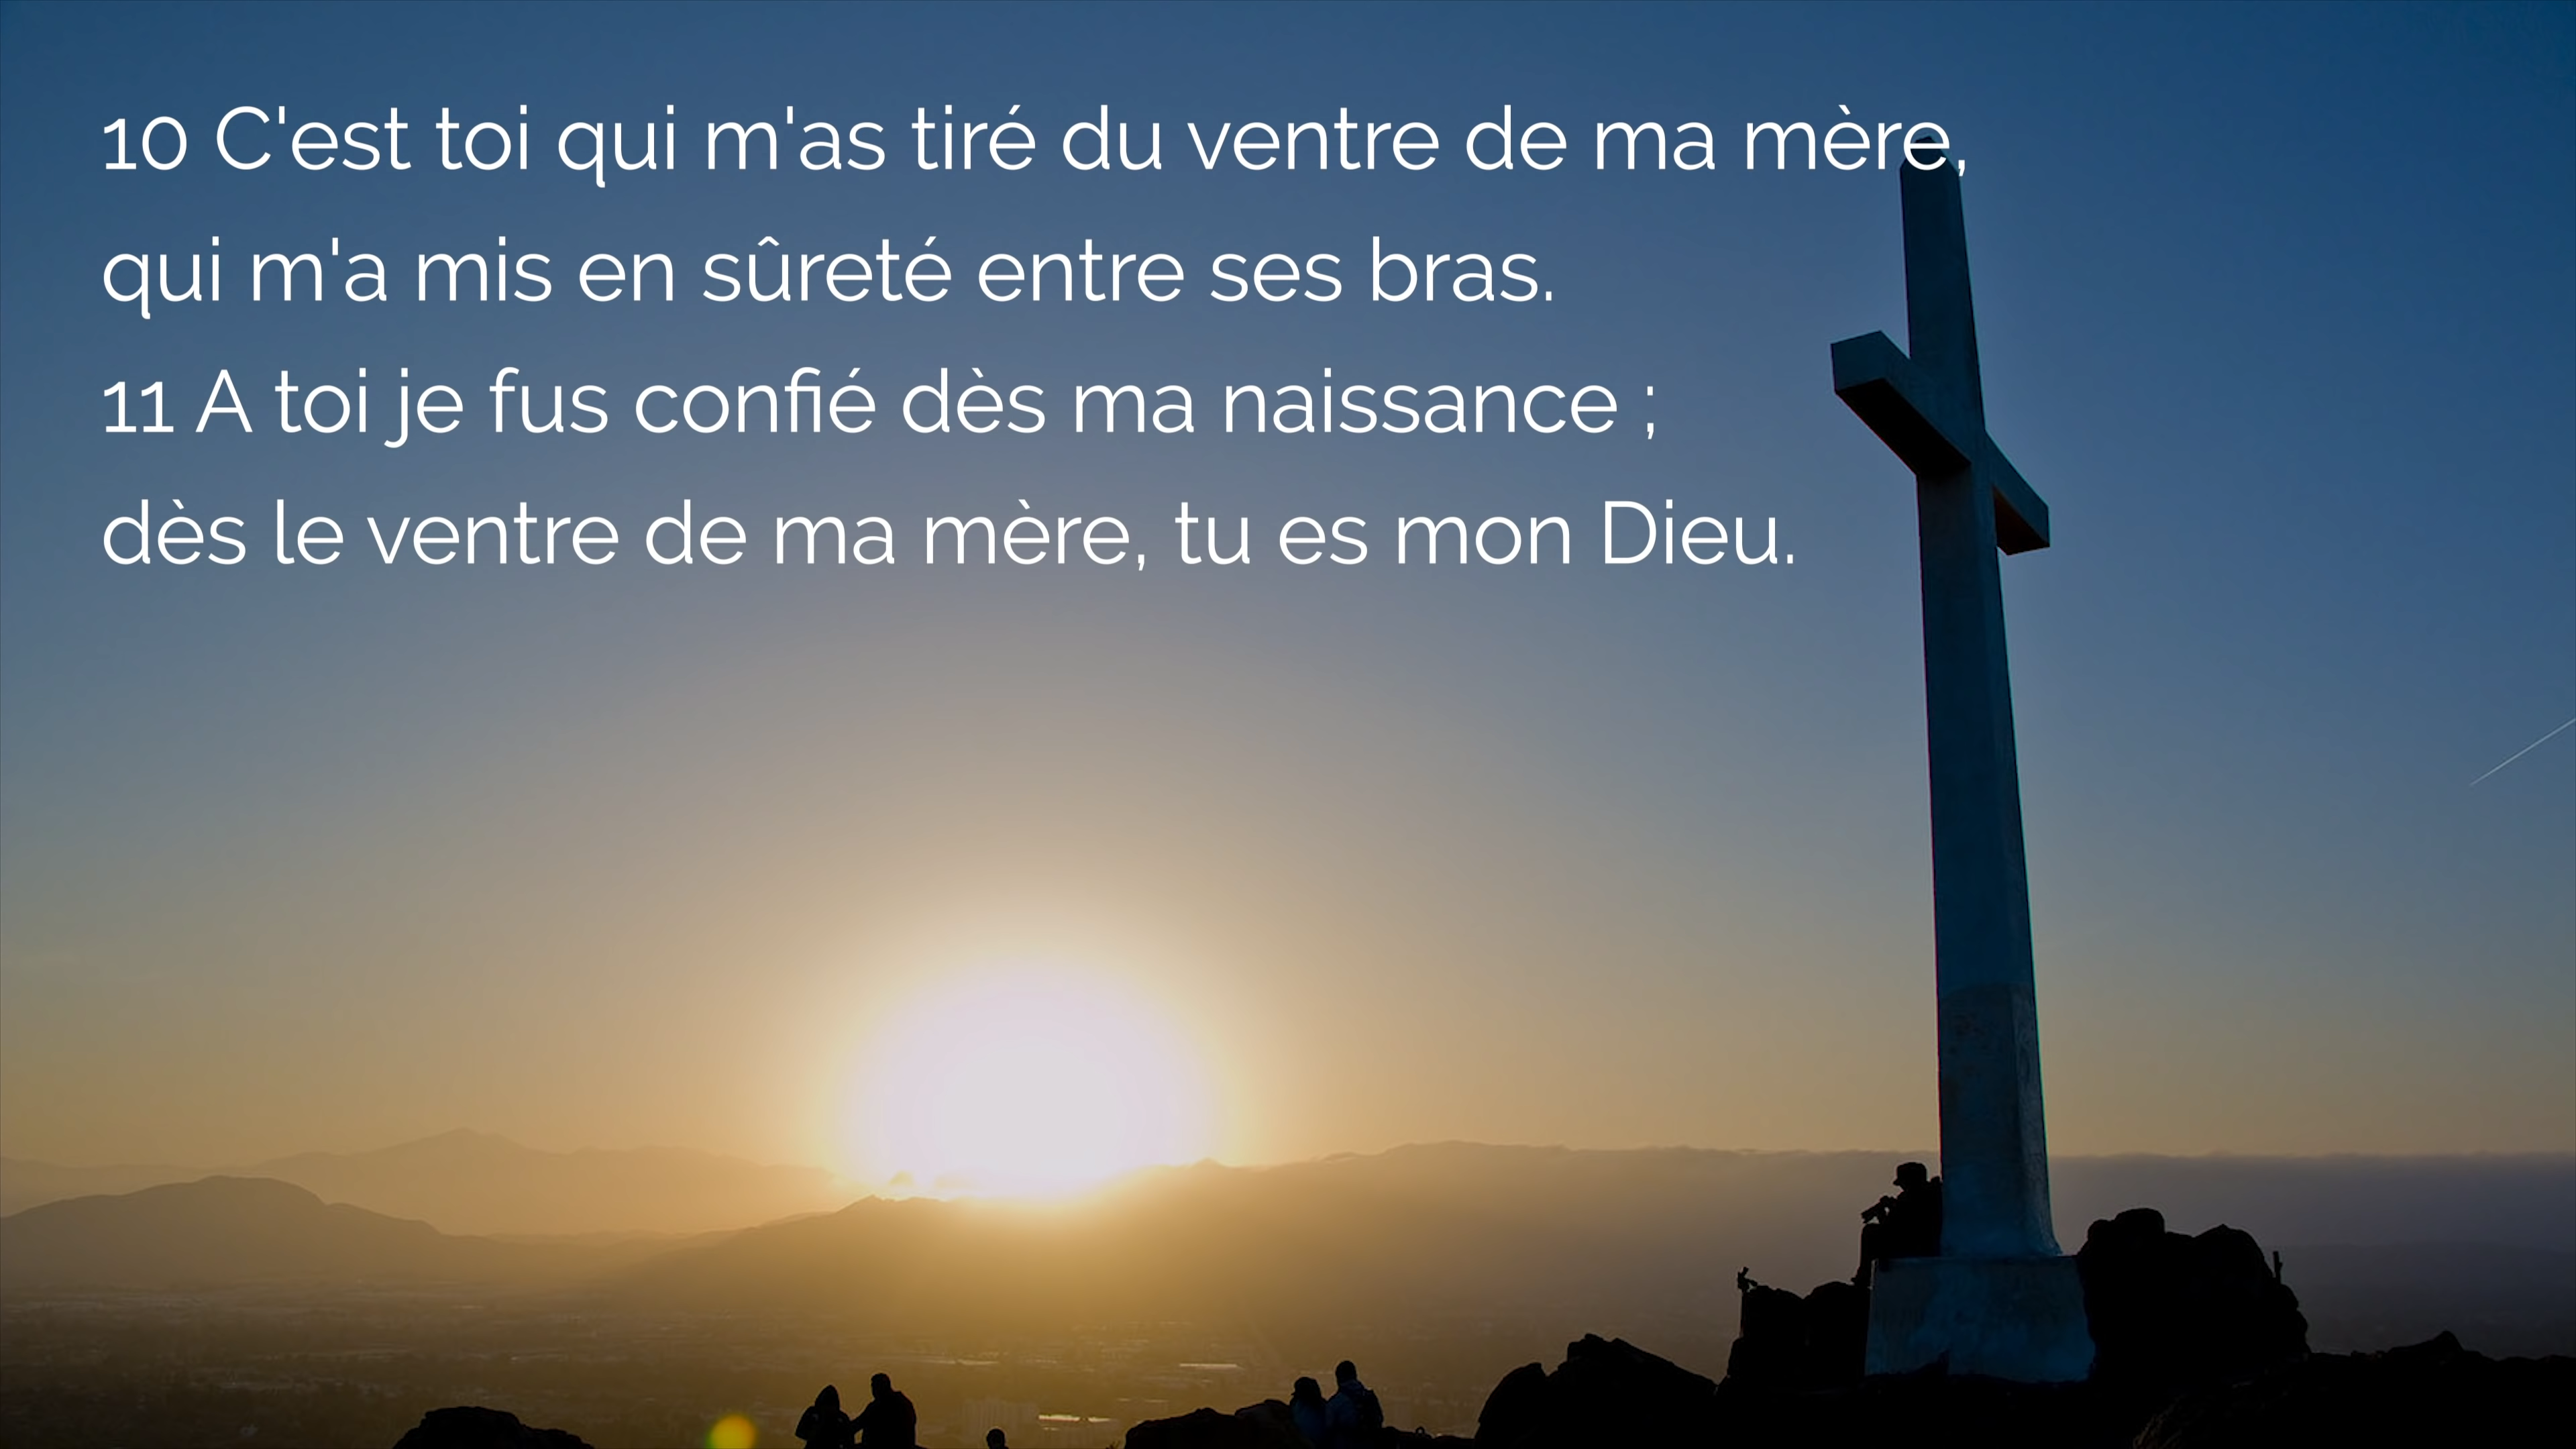 10 C'est toi qui m'as tiré du ventre de ma mère,
qui m'a mis en sûreté entre ses bras.
11 A toi je fus confié dès ma naissance ;
dès le ventre de ma mère, tu es mon Dieu.